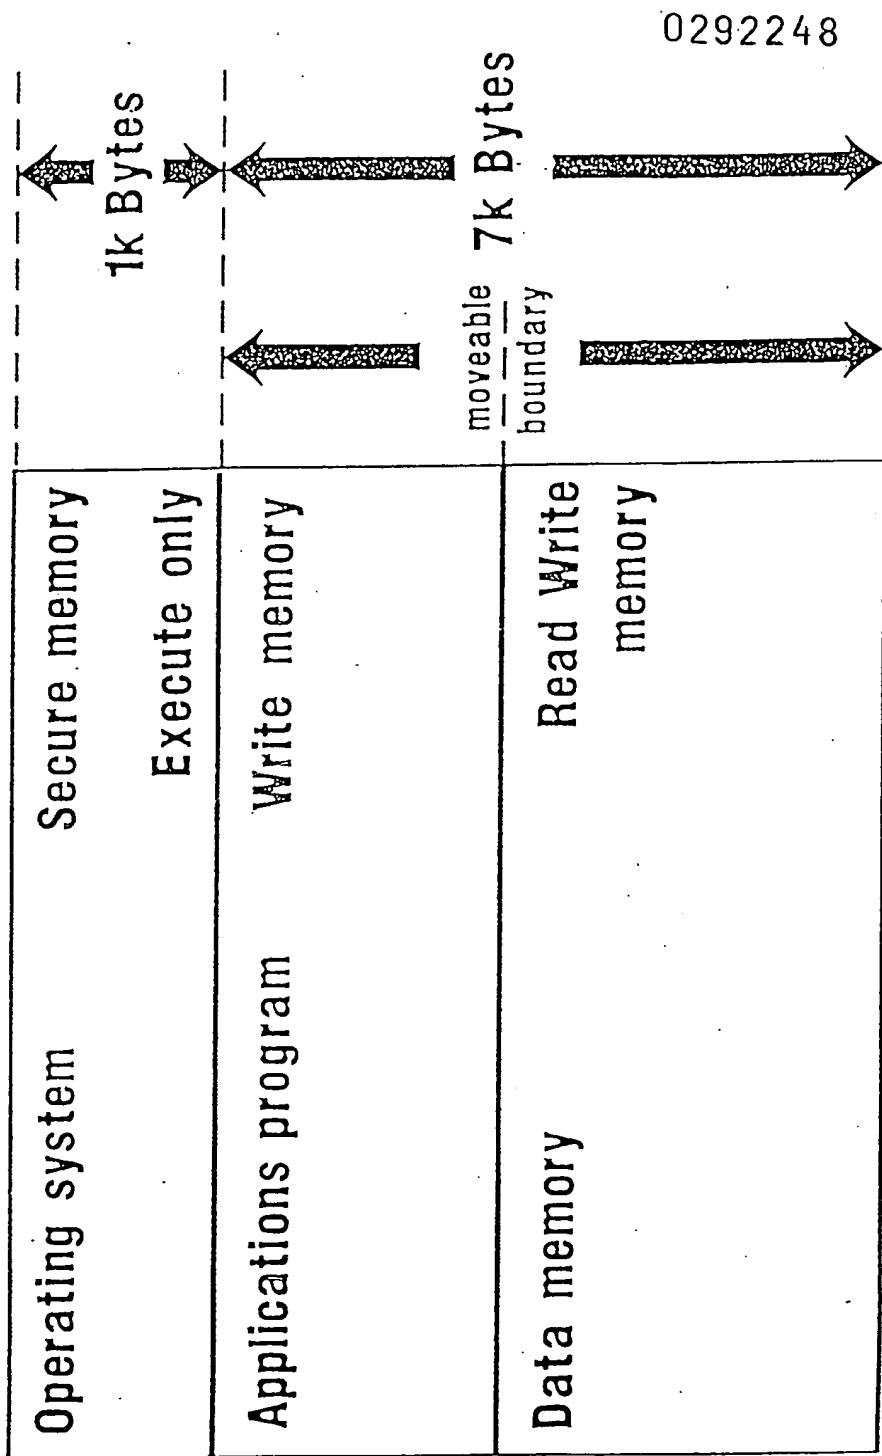 0292248
Operating system
Secure memory
Execute only
1k Bytes
Applications program
Write memory
moveable
boundary
7k Bytes
Data memory
Read Write
memory